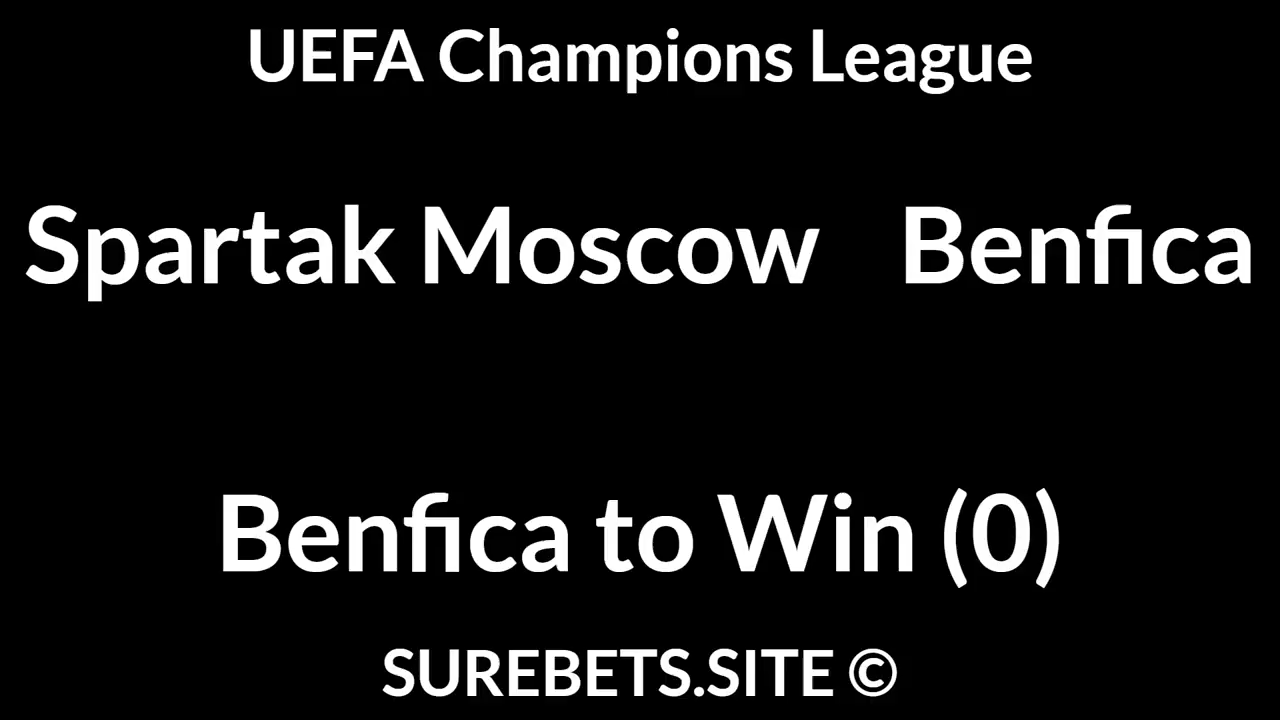 UEFA Champions League
Spartak Moscow Benfica
Benfica to Win (0)
SUREBETS.SITE ©